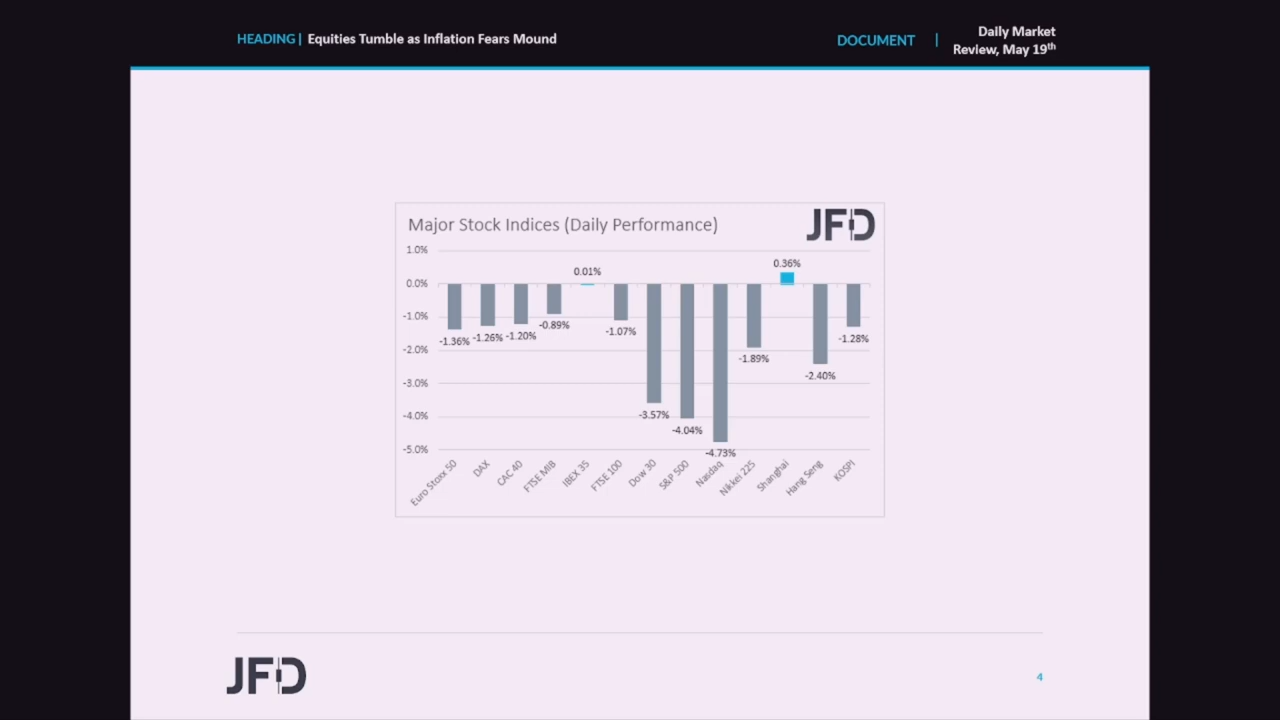 HEADING | Equities Tumble as Inflation Fears Mound
DOCUMENT | Daily Market
Review, May 19th
Major Stock Indices (Daily Performance)
JFD
1.0%
0.0%
-1.0%
-2.0%
-3.0%
-4.0%
-5.0%
-1.36%
-1.26%
-1.20%
-0.89%
0.01%
-1.07%
-3.57%
-4.04%
-4.73%
-1.89%
0.36%
-2.40%
-1.28%
Euro Stoxx 50
DAX
CAC 40
FTSE MIB
IBEX 35
FTSE 100
Dow 30
S&P 500
Nasdaq
Nikkei 225
Shanghai
Hang Seng
KOSPI
JFD
4